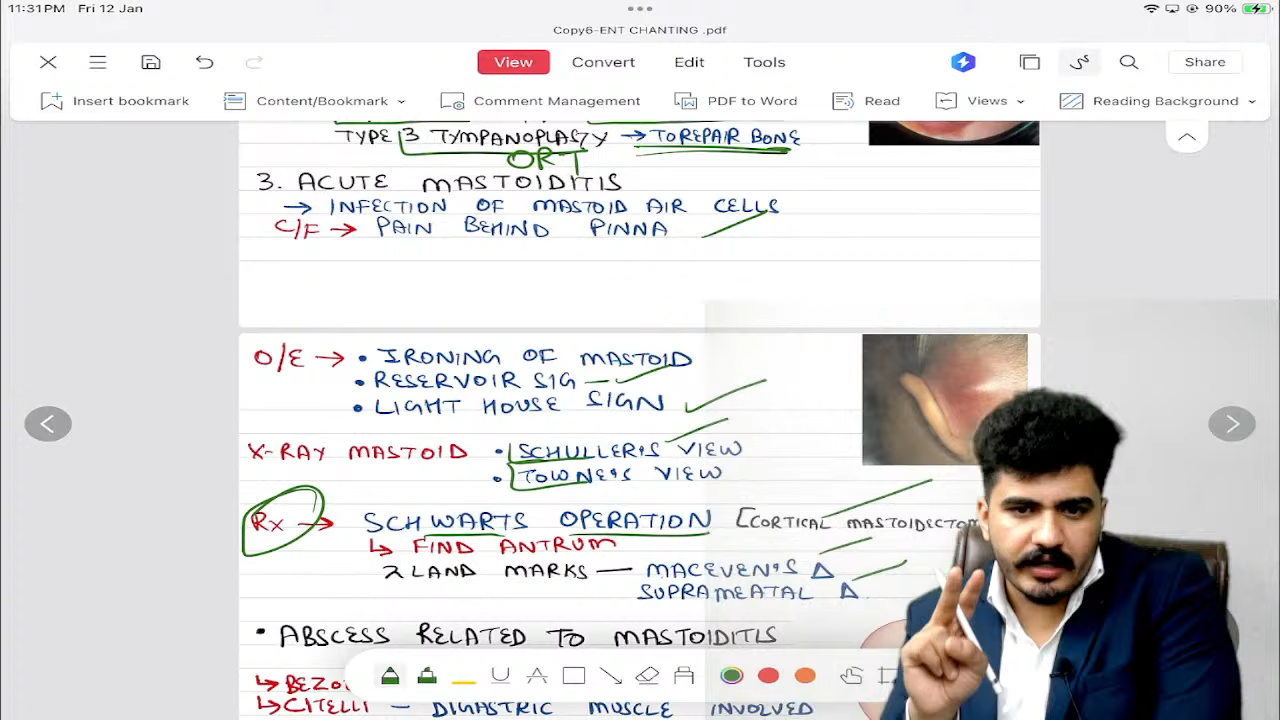 11:31PM Fri 12 Jan
90%
Copy6-ENT CHANTING .pdf
View Convert Edit Tools Share
Insert bookmark Content/Bookmark Comment Management PDF to Word Read Views Reading Background
TYPE 3 TYMPANOPLASTY → TO REPAIR BONE
ORT
3. ACUTE MASTOIDITIS
→ INFECTION OF MASTOID AIR CELLS
C/F → PAIN BEHIND PINNA
O/E → • IRONING OF MASTOID
• RESERVOIR SIG
• LIGHT HOUSE SIGN
X-RAY MASTOID • SCHULLER'S VIEW
• TOWNE'S VIEW
Rx → SCHWARTS OPERATION [CORTICAL
↳ FIND ANTRUM
2 LAND MARKS — MACEVEN'S Δ
SUPRAMEATAL Δ
• ABSCESS RELATED TO MASTOIDITIS
↳ CITELLI — DIGASTRIC MUSCLE INVOLVED